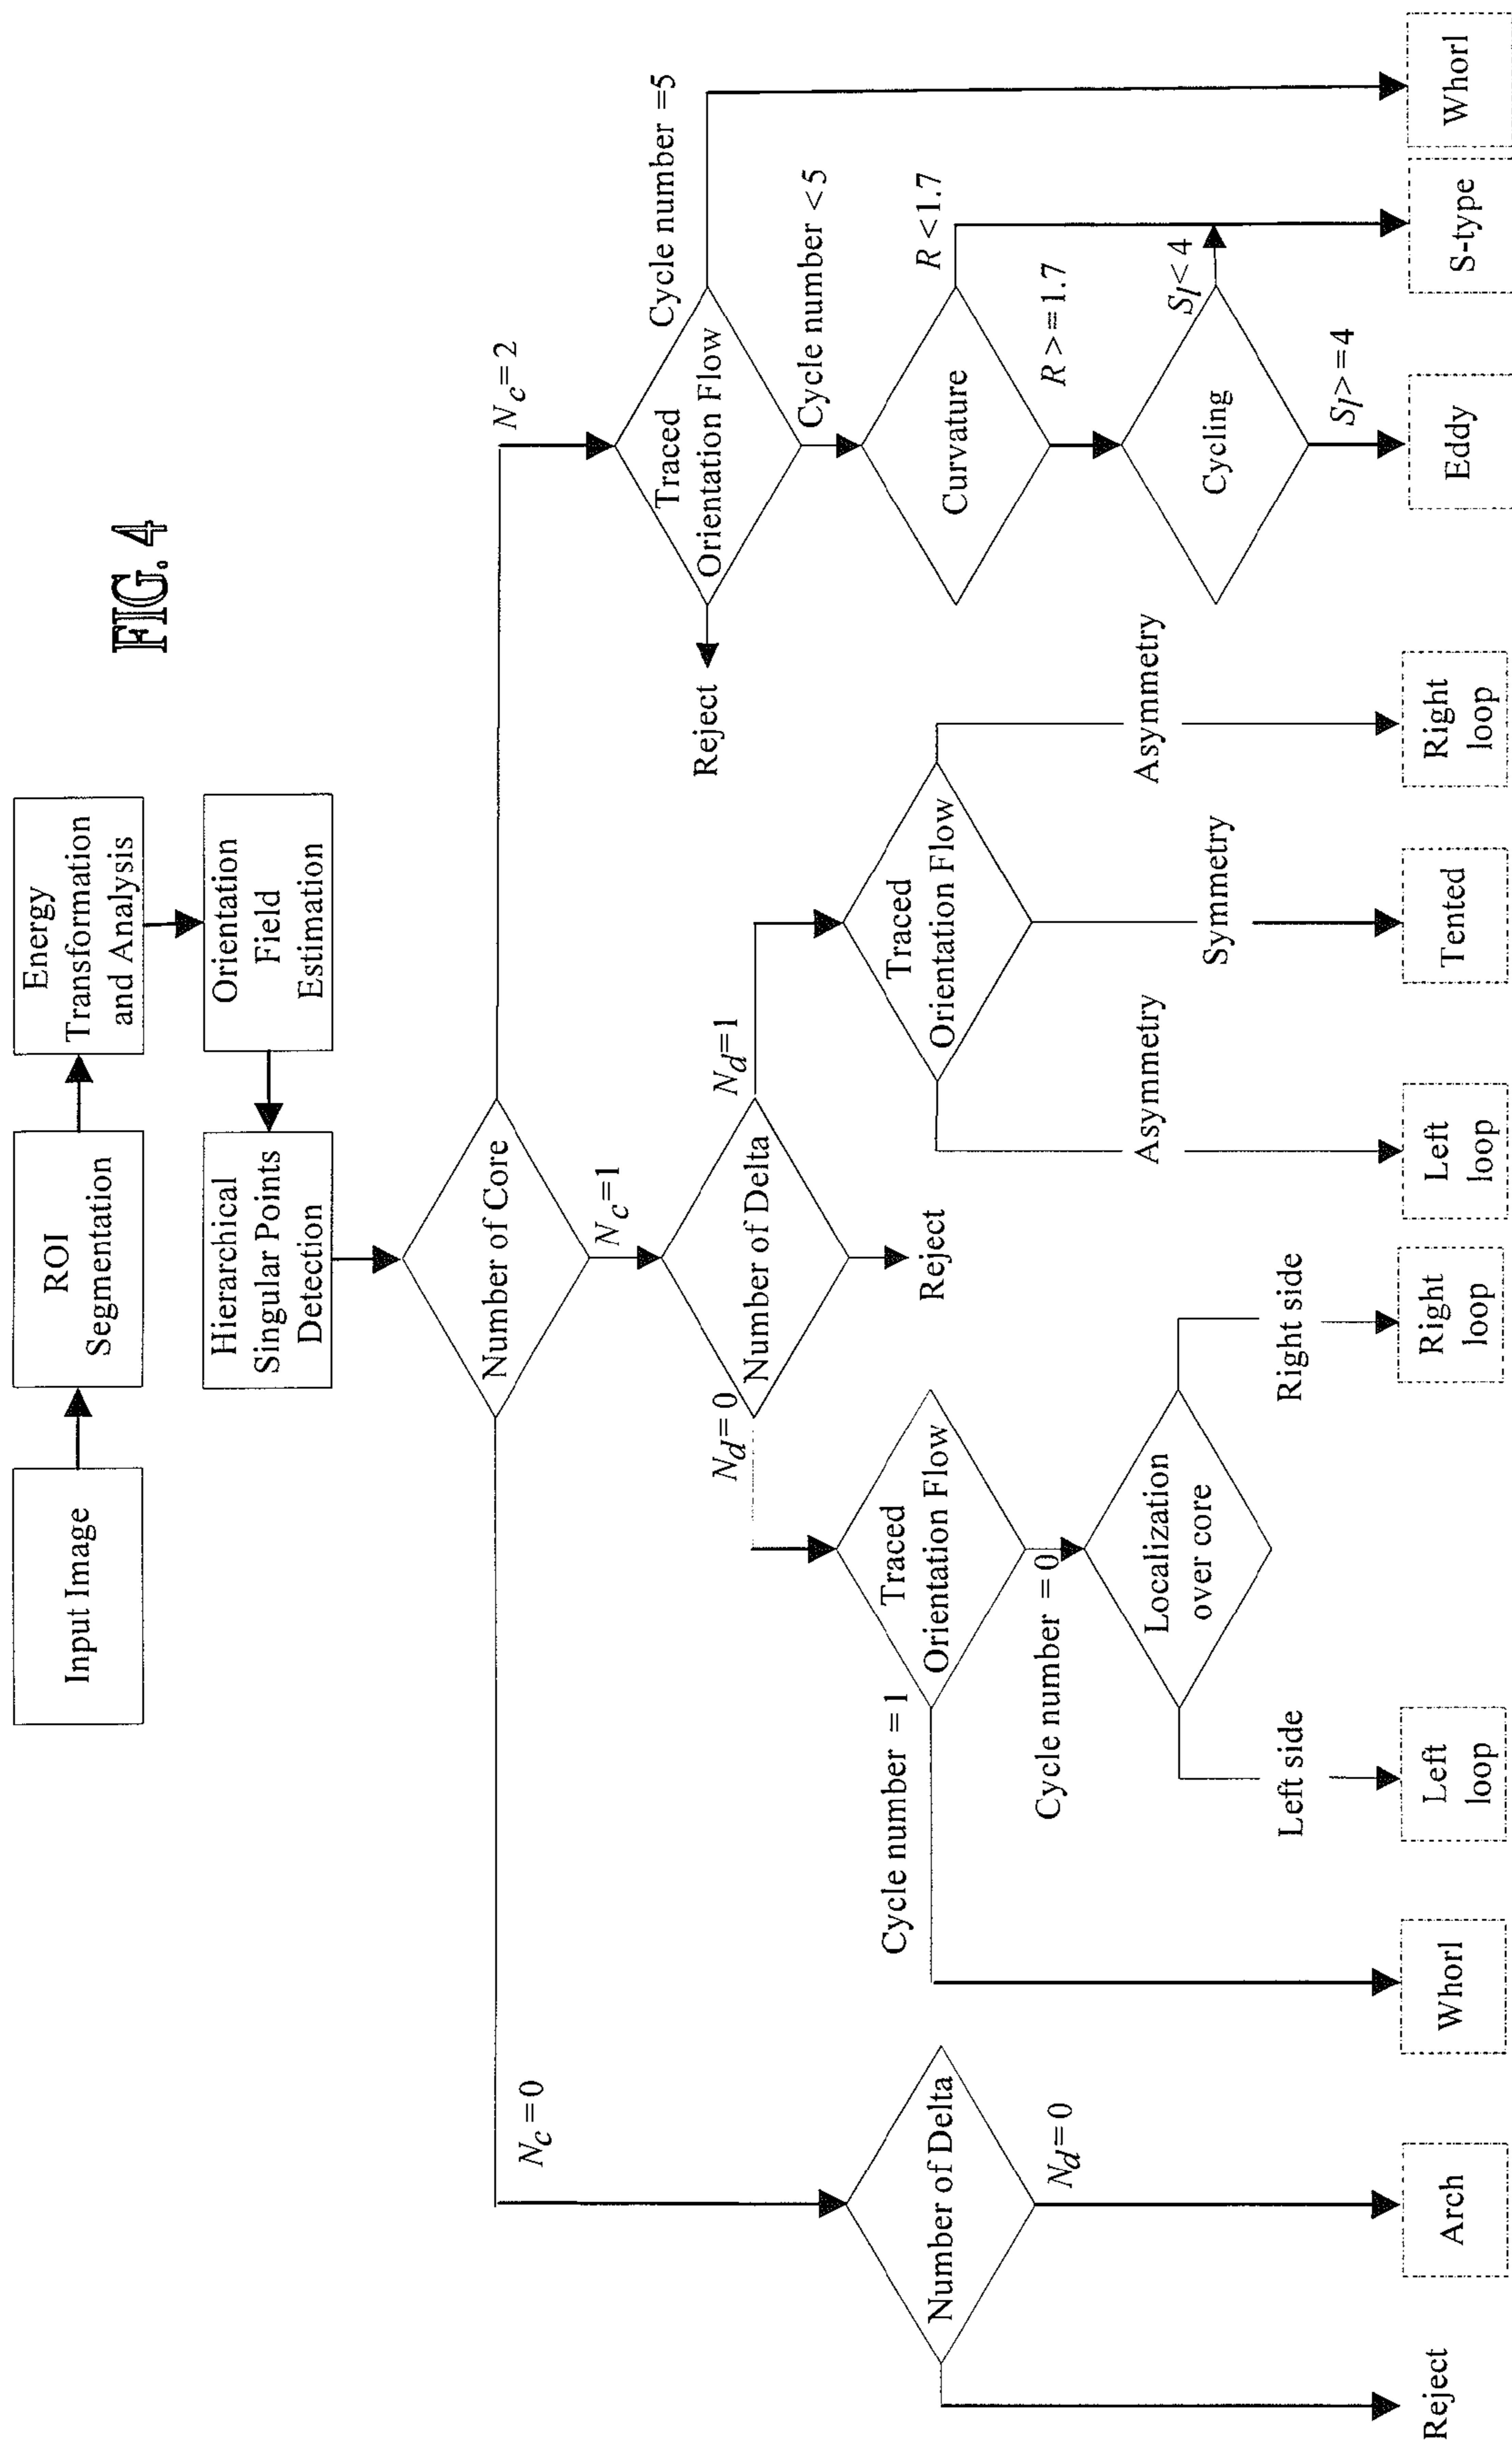 FIG. 4
Input Image
ROI
Segmentation
Energy
Transformation
and Analysis
Orientation
Field
Estimation
Hierarchical
Singular Points
Detection
Number of Core
Nc=0
Nc=1
Nc=2
Number of Delta
Nd=0
Reject
Arch
Number of Delta
Nd=0
Nd=1
Reject
Traced
Orientation Flow
Cycle number = 1
Cycle number = 0
Whorl
Localization
over core
Left side
Right side
Left
loop
Right
loop
Traced
Orientation Flow
Asymmetry
Symmetry
Asymmetry
Left
loop
Tented
Right
loop
Traced
Orientation Flow
Reject
Cycle number =5
Cycle number <5
Curvature
R <1.7
R >=1.7
Cycling
Sl<4
Sl>=4
Eddy
S-type
Whorl